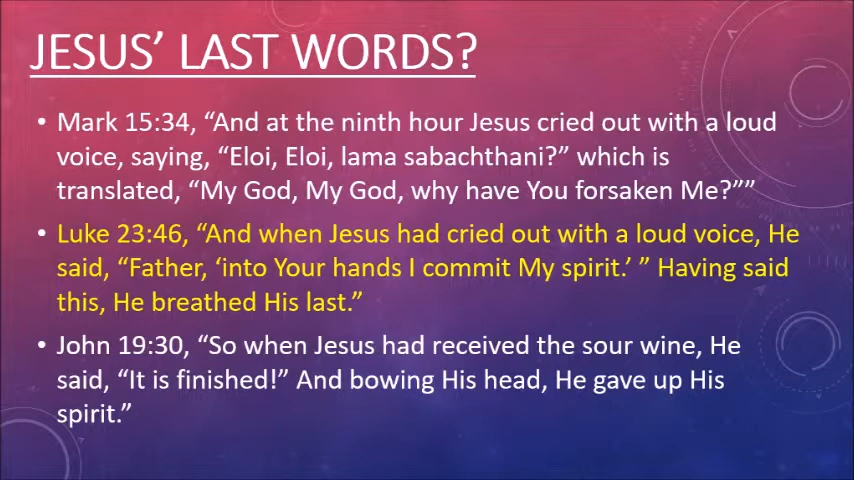 JESUS’ LAST WORDS?
• Mark 15:34, “And at the ninth hour Jesus cried out with a loud
voice, saying, “Eloi, Eloi, lama sabachthani?” which is
translated, “My God, My God, why have You forsaken Me?””
• Luke 23:46, “And when Jesus had cried out with a loud voice, He
said, “Father, ‘into Your hands I commit My spirit.’ ” Having said
this, He breathed His last.”
• John 19:30, “So when Jesus had received the sour wine, He
said, “It is finished!” And bowing His head, He gave up His
spirit.”